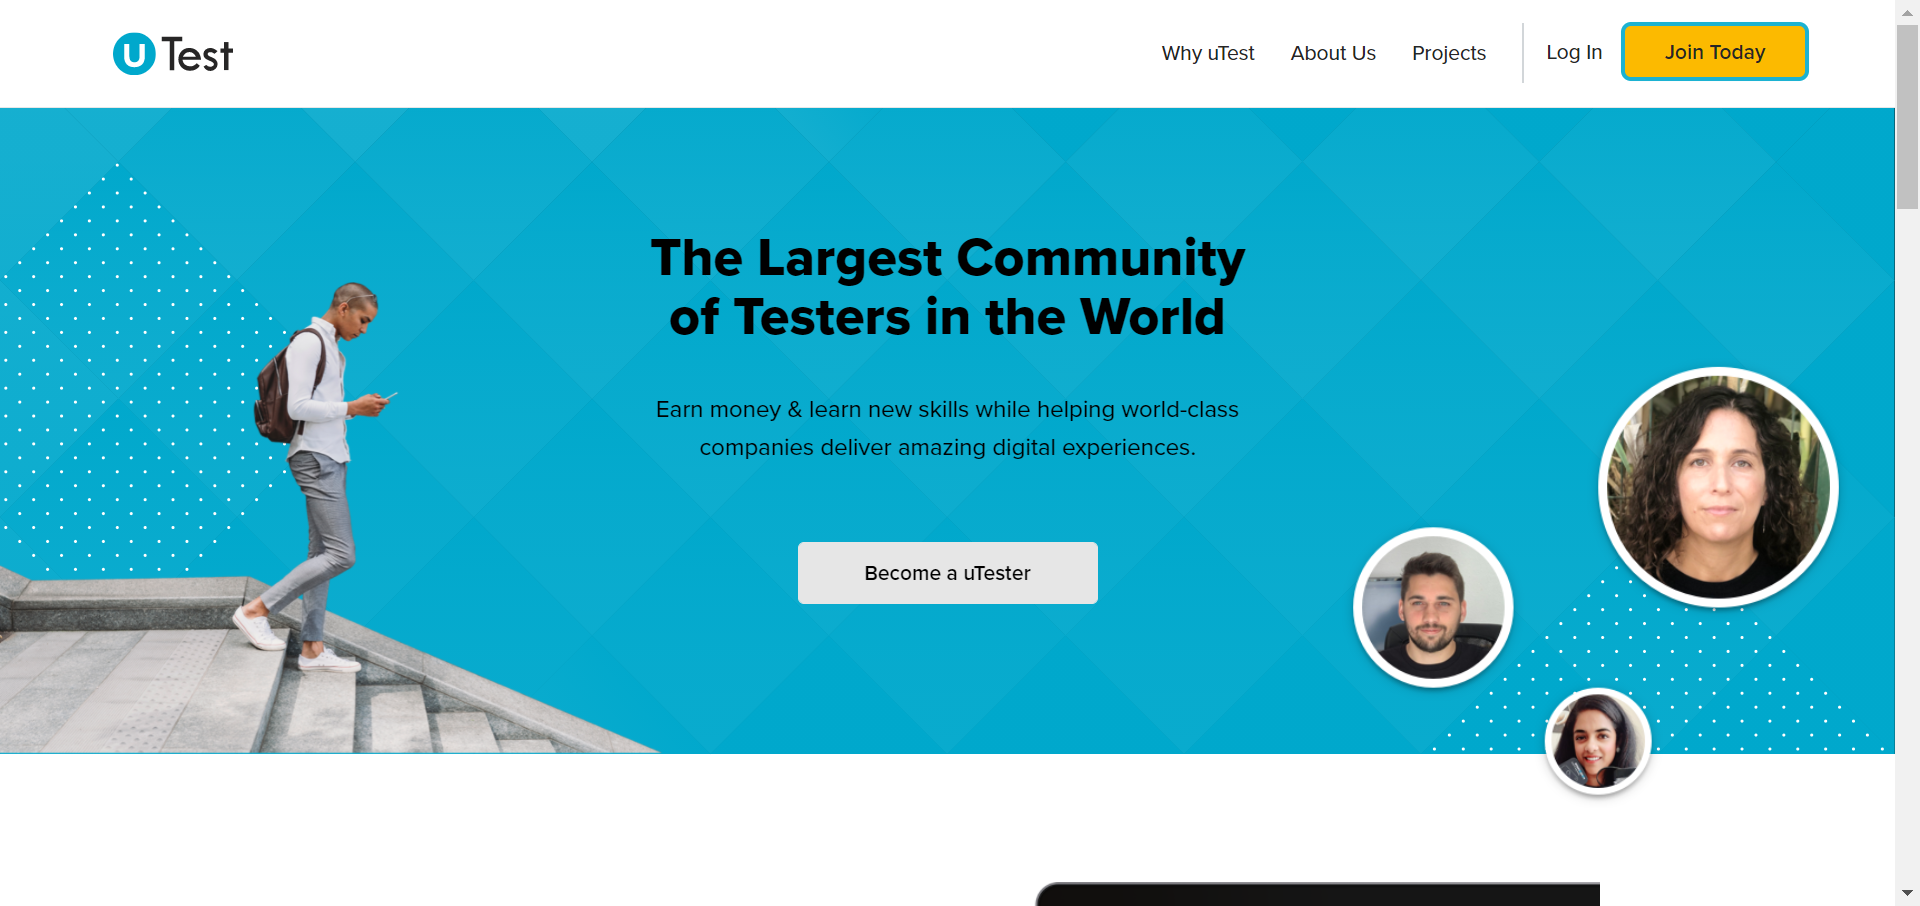 U Test
Why uTest
About Us
Projects
Log In
Join Today
The Largest Community
of Testers in the World
Earn money & learn new skills while helping world-class
companies deliver amazing digital experiences.
Become a uTester